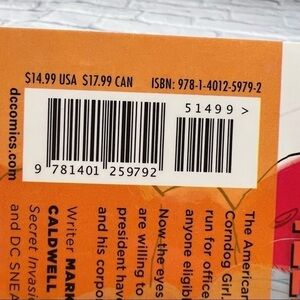 $14.99 USA $17.99 CAN ISBN: 978-1-4012-5979-2
51499 >
9 781401 259792
dccomics.com
The American
Corndog Girl
run for office
anyone eligib
Now the eyes
are willing to
president hav
and his corpo
Writer MARK
CALDWELL
Secret Invasi
and DC SNEA